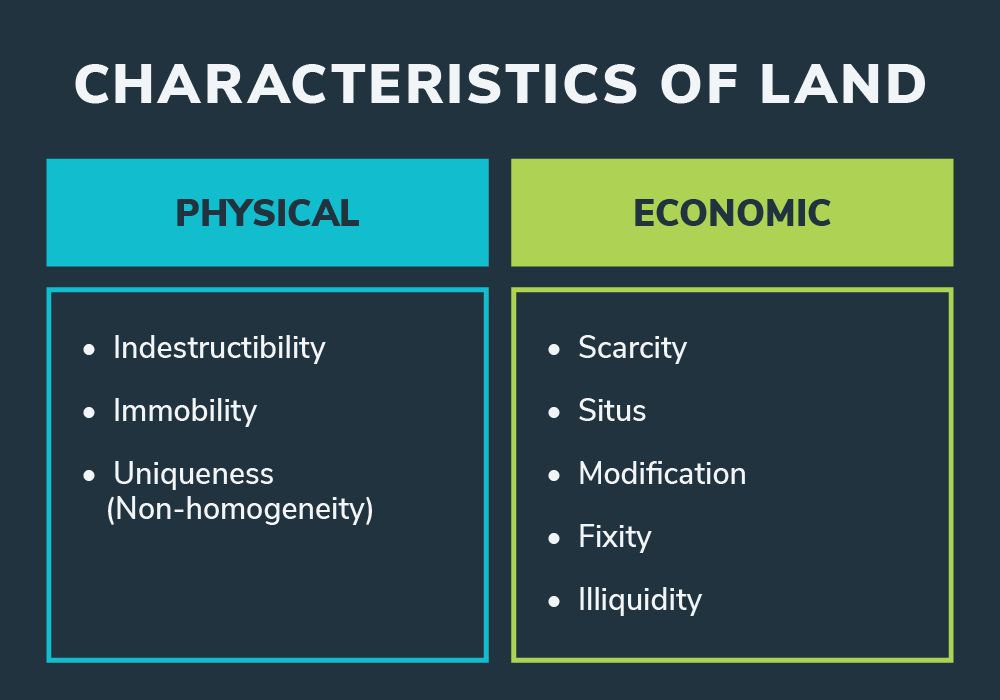 CHARACTERISTICS OF LAND
PHYSICAL
• Indestructibility
• Immobility
• Uniqueness
(Non-homogeneity)
ECONOMIC
• Scarcity
• Situs
• Modification
• Fixity
• Illiquidity